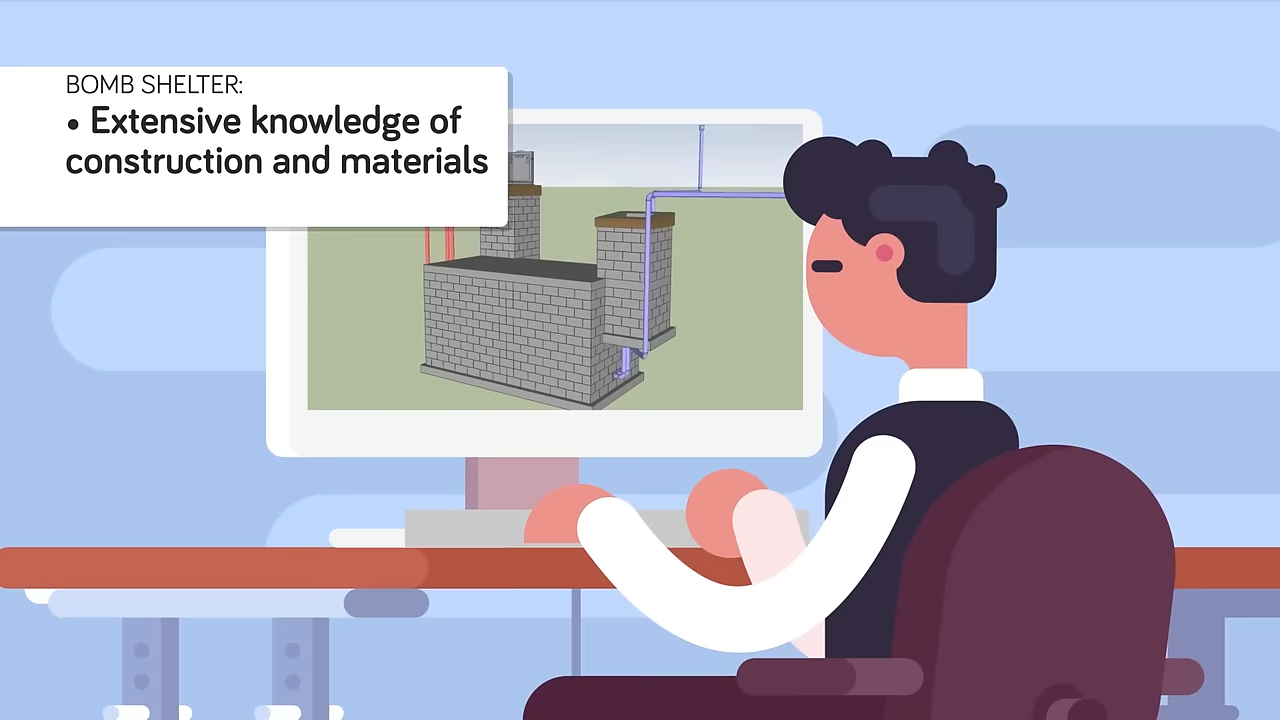 BOMB SHELTER:
• Extensive knowledge of
construction and materials